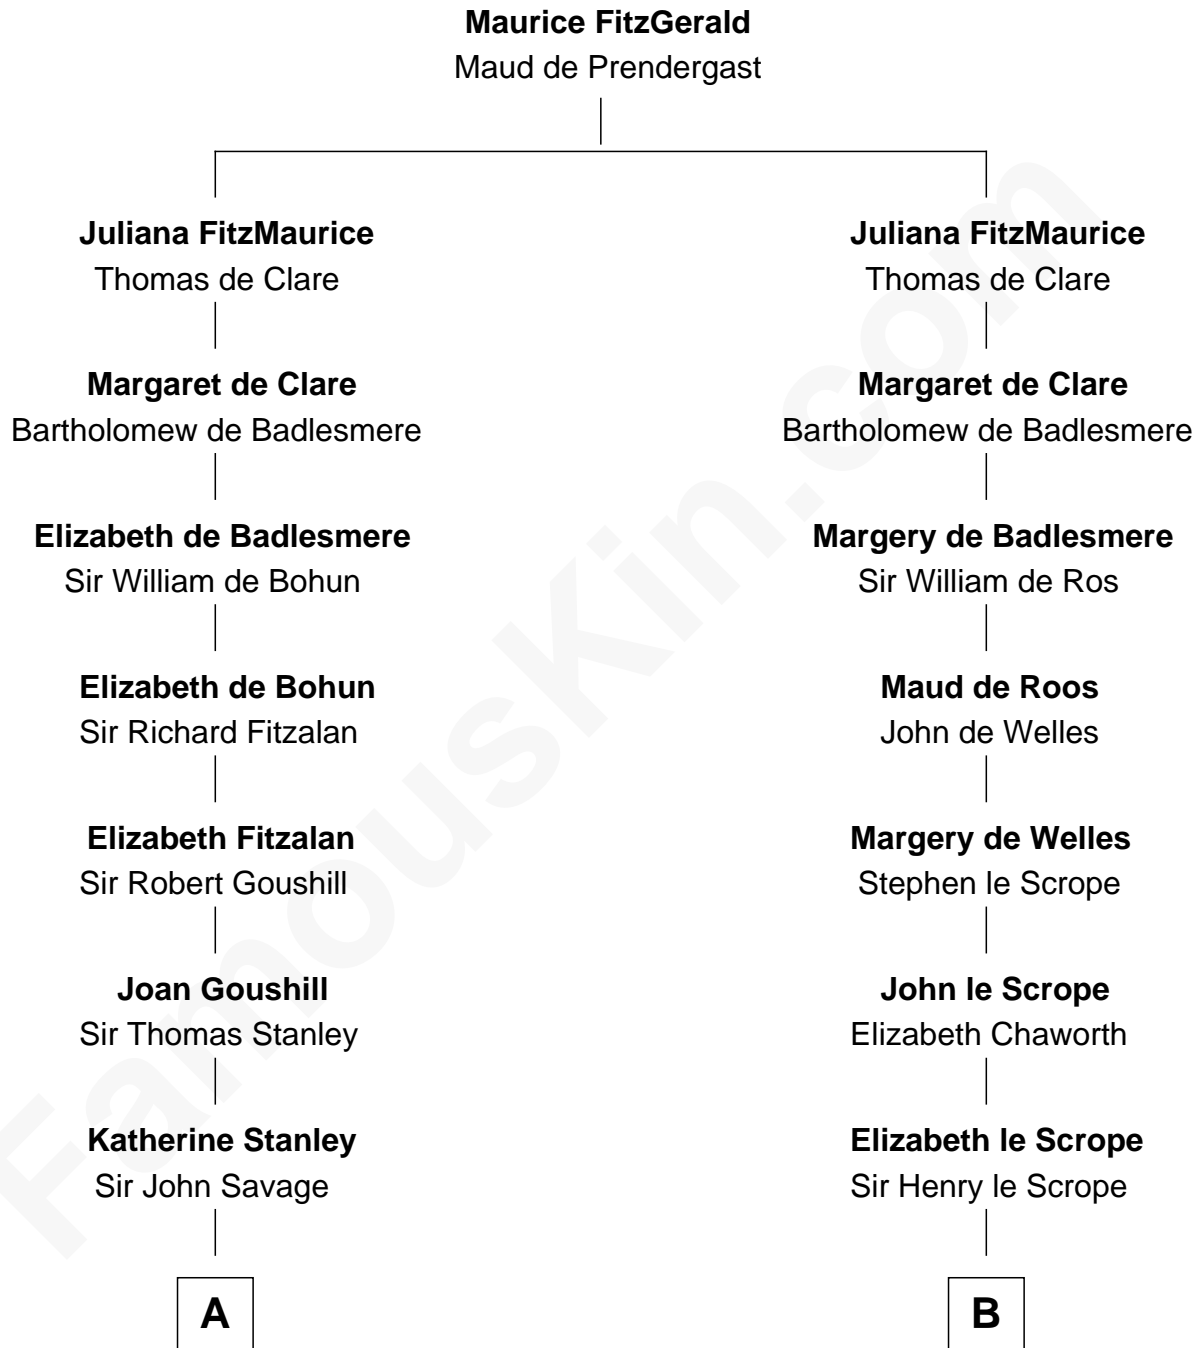 Maurice FitzGerald
Maud de Prendergast
Juliana FitzMaurice
Thomas de Clare
Juliana FitzMaurice
Thomas de Clare
Margaret de Clare
Bartholomew de Badlesmere
Margaret de Clare
Bartholomew de Badlesmere
Elizabeth de Badlesmere
Sir William de Bohun
Margery de Badlesmere
Sir William de Ros
Elizabeth de Bohun
Sir Richard Fitzalan
Maud de Roos
John de Welles
Elizabeth Fitzalan
Sir Robert Goushill
Margery de Welles
Stephen le Scrope
Joan Goushill
Sir Thomas Stanley
John le Scrope
Elizabeth Chaworth
Katherine Stanley
Sir John Savage
Elizabeth le Scrope
Sir Henry le Scrope
A
B
FamousKin.com